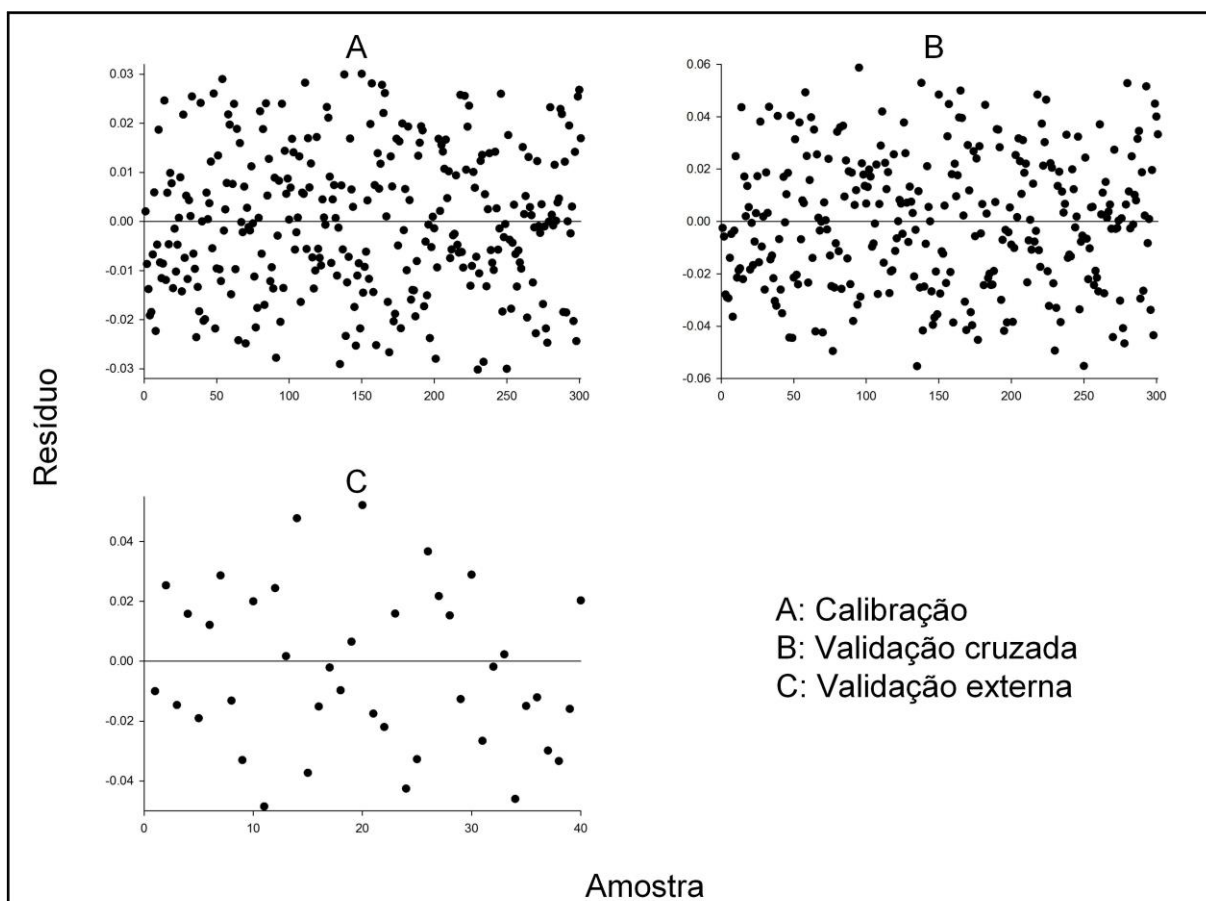 A
0.03
0.02
0.01
0.00
-0.01
-0.02
-0.03
0 50 100 150 200 250 300
B
0.06
0.04
0.02
0.00
-0.02
-0.04
-0.06
0 50 100 150 200 250 300
Resíduo
C
0.04
0.02
0.00
-0.02
-0.04
0 10 20 30 40
A: Calibração
B: Validação cruzada
C: Validação externa
Amostra